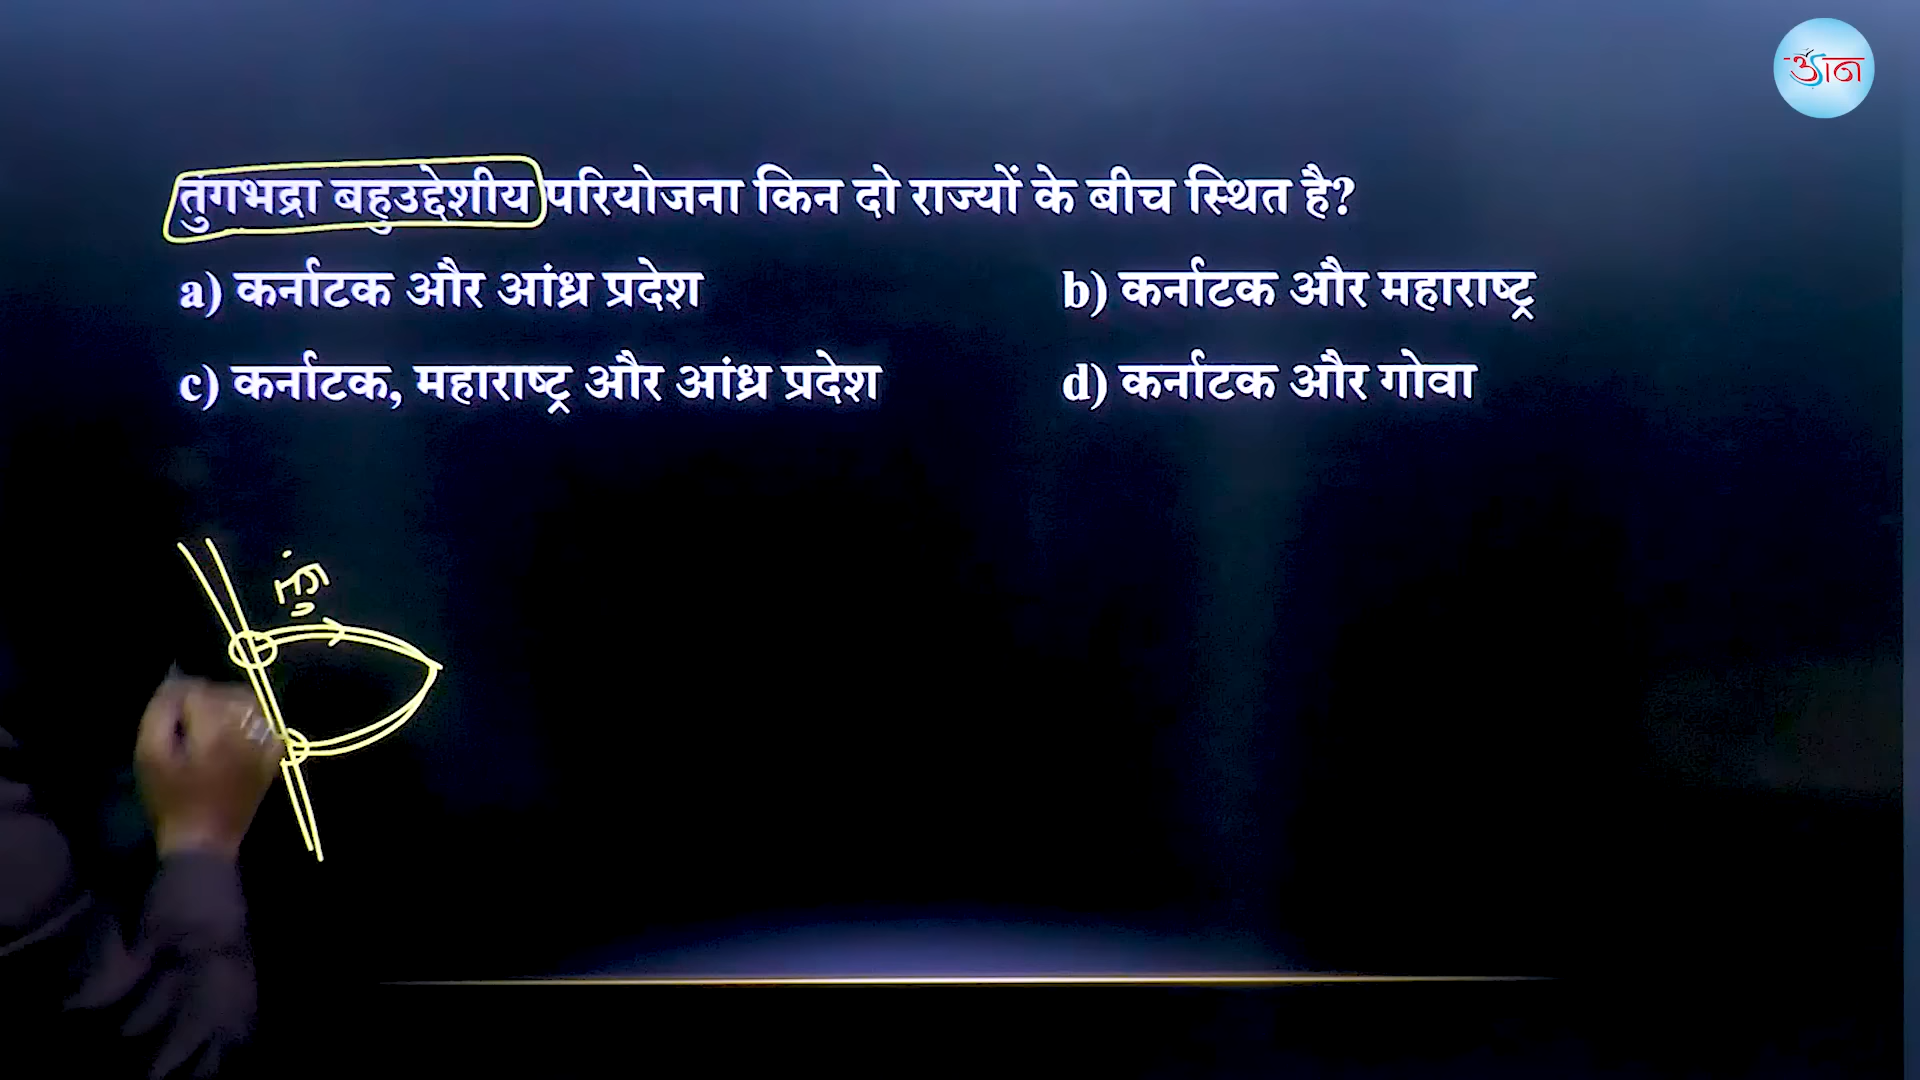 उड़ान
तुंगभद्रा बहुउद्देशीय परियोजना किन दो राज्यों के बीच स्थित है?
a) कर्नाटक और आंध्र प्रदेश
b) कर्नाटक और महाराष्ट्र
c) कर्नाटक, महाराष्ट्र और आंध्र प्रदेश
d) कर्नाटक और गोवा
तुंग